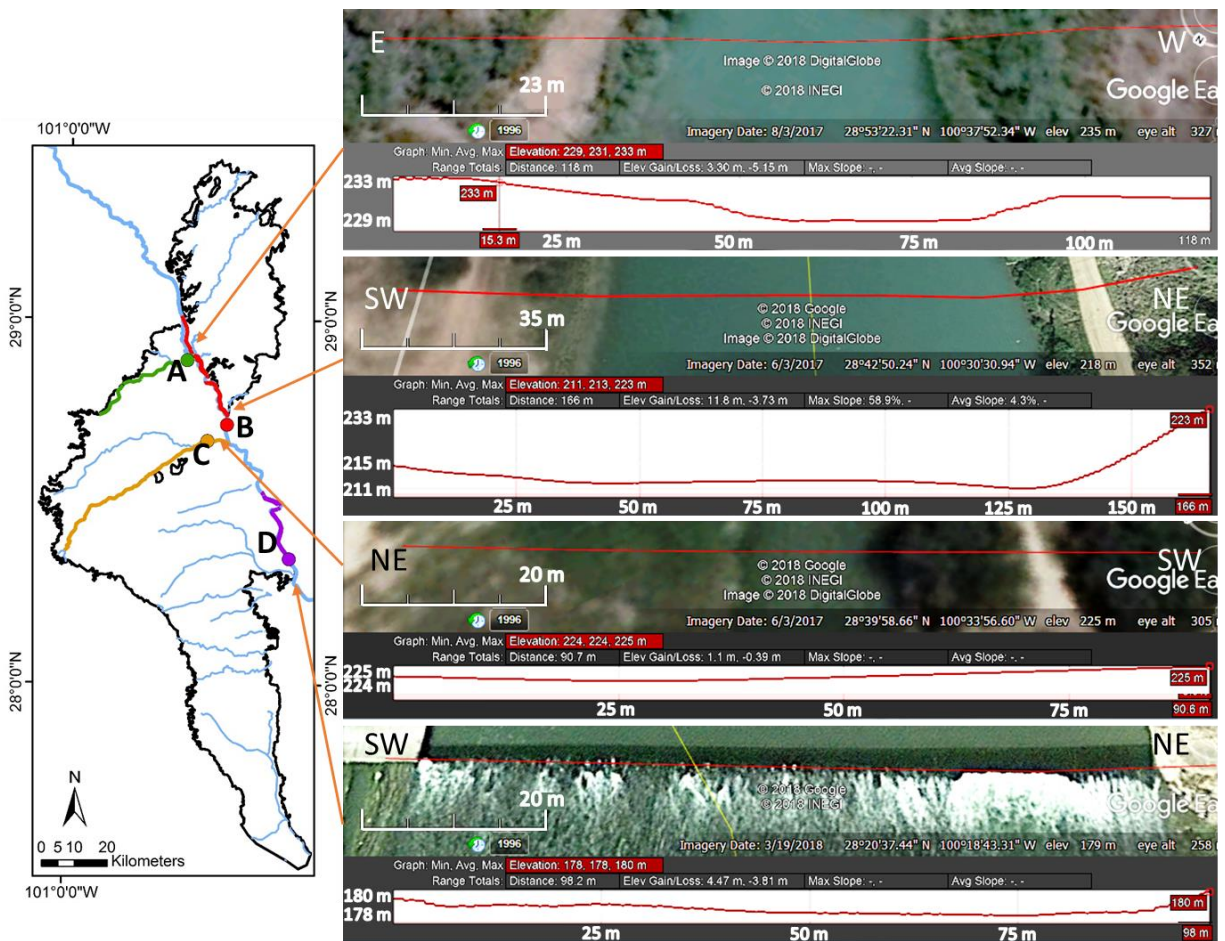 101°0'0"W
29°0'0"N
29°0'0"N
A
B
C
D
28°0'0"N
28°0'0"N
N
0 5 10 20
Kilometers
101°0'0"W
E
W
N
Image © 2018 DigitalGlobe
© 2018 INEGI
23 m
Google Ea
1996
Imagery Date: 8/3/2017 28°53'22.31" N 100°37'52.34" W elev 235 m eye alt 327
Graph: Min, Avg, Max Elevation: 229, 231, 233 m
Range Totals: Distance: 118 m Elev Gain/Loss: 3.30 m, -5.15 m Max Slope: -, - Avg Slope: -, -
233 m
233 m
229 m
15.3 m 25 m 50 m 75 m 100 m 118 m
SW
NE
© 2018 Google
© 2018 INEGI
Image © 2018 DigitalGlobe
35 m
Google Ea
1996
Imagery Date: 6/3/2017 28°42'50.24" N 100°30'30.94" W elev 218 m eye alt 352
Graph: Min, Avg, Max Elevation: 211, 213, 223 m
Range Totals: Distance: 166 m Elev Gain/Loss: 11.8 m, -3.73 m Max Slope: 58.9%, - Avg Slope: 4.3%, -
233 m
223 m
215 m
211 m
25 m 50 m 75 m 100 m 125 m 150 m 166 m
NE
SW
© 2018 Google
© 2018 INEGI
Image © 2018 DigitalGlobe
20 m
Google Ea
1996
Imagery Date: 6/3/2017 28°39'58.66" N 100°33'56.60" W elev 225 m eye alt 305
Graph: Min, Avg, Max Elevation: 224, 224, 225 m
Range Totals: Distance: 90.7 m Elev Gain/Loss: 1.1 m, -0.39 m Max Slope: -, - Avg Slope: -, -
225 m
224 m
225 m
25 m 50 m 75 m 90.6 m
SW
NE
© 2018 Google
© 2018 INEGI
20 m
Google Ea
1996
Imagery Date: 3/19/2018 28°20'37.44" N 100°18'43.31" W elev 179 m eye alt 258
Graph: Min, Avg, Max Elevation: 178, 178, 180 m
Range Totals: Distance: 98.2 m Elev Gain/Loss: 4.47 m, -3.81 m Max Slope: -, - Avg Slope: -, -
180 m
178 m
180 m
25 m 50 m 75 m 98 m